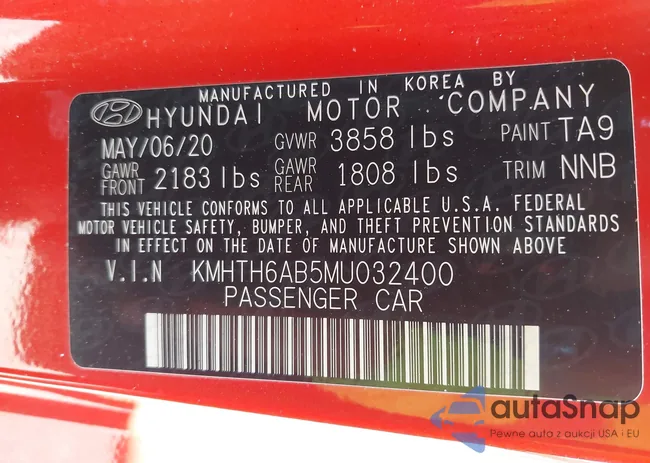 MANUFACTURED IN KOREA BY
HYUNDAI MOTOR COMPANY
MAY/06/20 GVWR 3858 lbs PAINT TA9
GAWR FRONT 2183 lbs GAWR REAR 1808 lbs TRIM NNB
THIS VEHICLE CONFORMS TO ALL APPLICABLE U.S.A. FEDERAL
MOTOR VEHICLE SAFETY, BUMPER, AND THEFT PREVENTION STANDARDS
IN EFFECT ON THE DATE OF MANUFACTURE SHOWN ABOVE
V.I.N KMHTH6AB5MU032400
PASSENGER CAR
autaSnap
Pewne auta z aukcji USA i EU